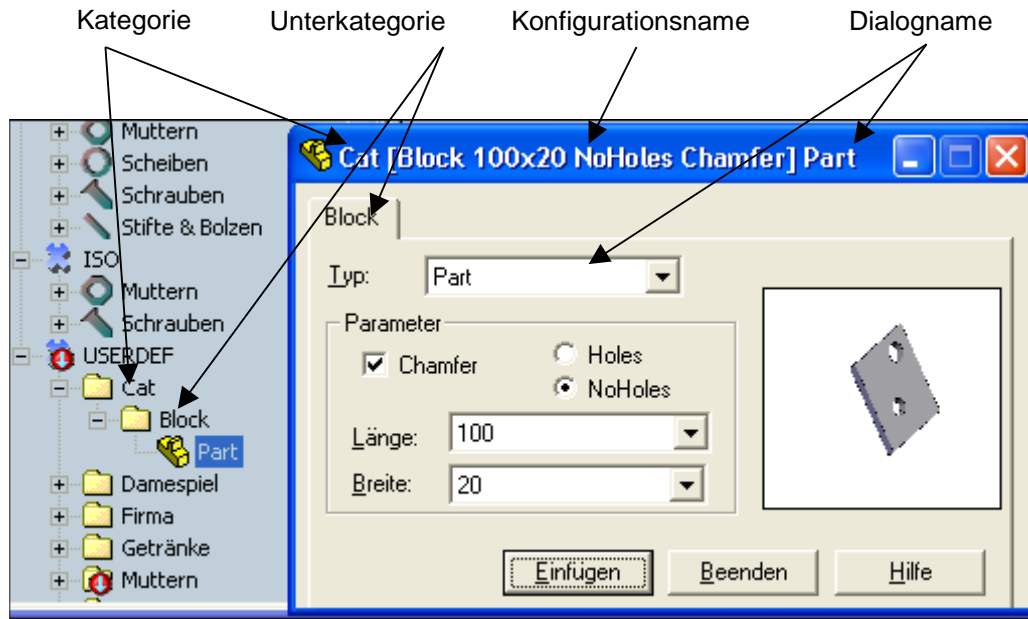 Kategorie Unterkategorie Konfigurationsname Dialogname
Muttern
Scheiben
Schrauben
Stifte & Bolzen
ISO
Muttern
Schrauben
USERDEF
Cat
Block
Part
Damespiel
Firma
Getränke
Muttern
Cat [Block 100x20 NoHoles Chamfer] Part
Block
Typ: Part
Parameter
Chamfer Holes
NoHoles
Länge: 100
Breite: 20
Einfügen Beenden Hilfe